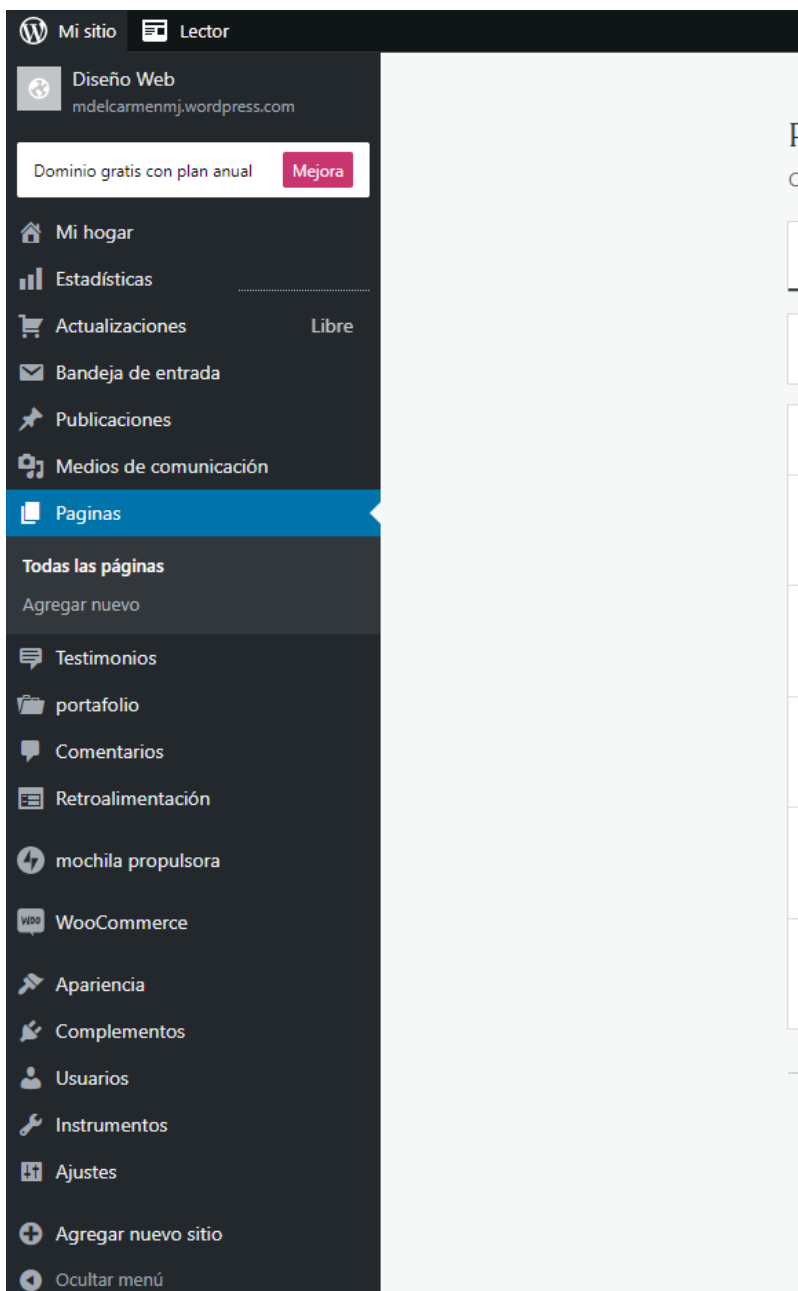 Mi sitio
Lector
Diseño Web
mdelcarmenmj.wordpress.com
Dominio gratis con plan anual
Mejora
Mi hogar
Estadísticas
Actualizaciones
Libre
Bandeja de entrada
Publicaciones
Medios de comunicación
Paginas
Todas las páginas
Agregar nuevo
Testimonios
portafolio
Comentarios
Retroalimentación
mochila propulsora
WOO
WooCommerce
Apariencia
Complementos
Usuarios
Instrumentos
Ajustes
Agregar nuevo sitio
Ocultar menú